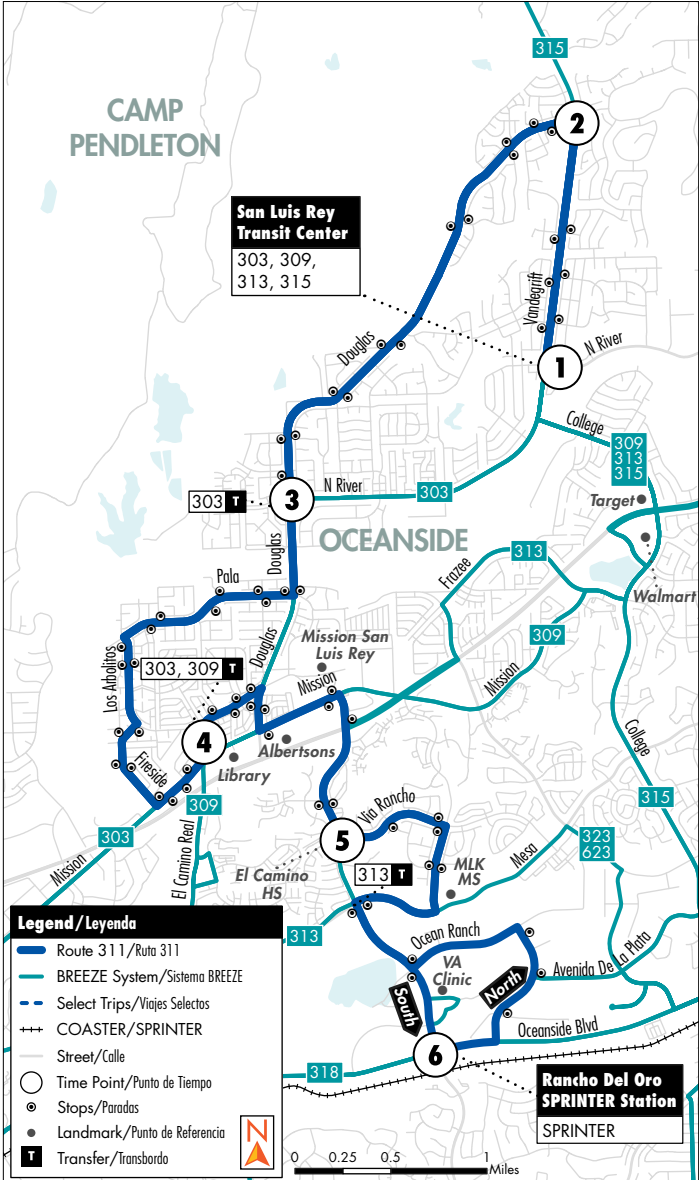 315
CAMP
PENDLETON
2
San Luis Rey
Transit Center
303, 309,
313, 315
Vandegrift
Douglas
1
N River
College
309
313
315
3
N River
303
303 T
Target
OCEANSIDE
Douglas
313
Frazee
Walmart
Pala
309
Mission San
Luis Rey
Douglas
Los Arbolitos
303, 309 T
Mission
Mission
4
Albertsons
Library
College
Fireside
309
315
303
5
Via Rancho
323
623
Mission
El Camino Real
El Camino
HS
313 T
MLK
MS
Mesa
313
Ocean Ranch
VA
Clinic
Avenida De La Plata
South
North
Oceanside Blvd
6
318
Rancho Del Oro
SPRINTER Station
SPRINTER
Legend/Leyenda
Route 311/Ruta 311
BREEZE System/Sistema BREEZE
Select Trips/Viajes Selectos
COASTER/SPRINTER
Street/Calle
Time Point/Punto de Tiempo
Stops/Paradas
Landmark/Punto de Referencia
T Transfer/Transbordo
N
0 0.25 0.5 1
Miles